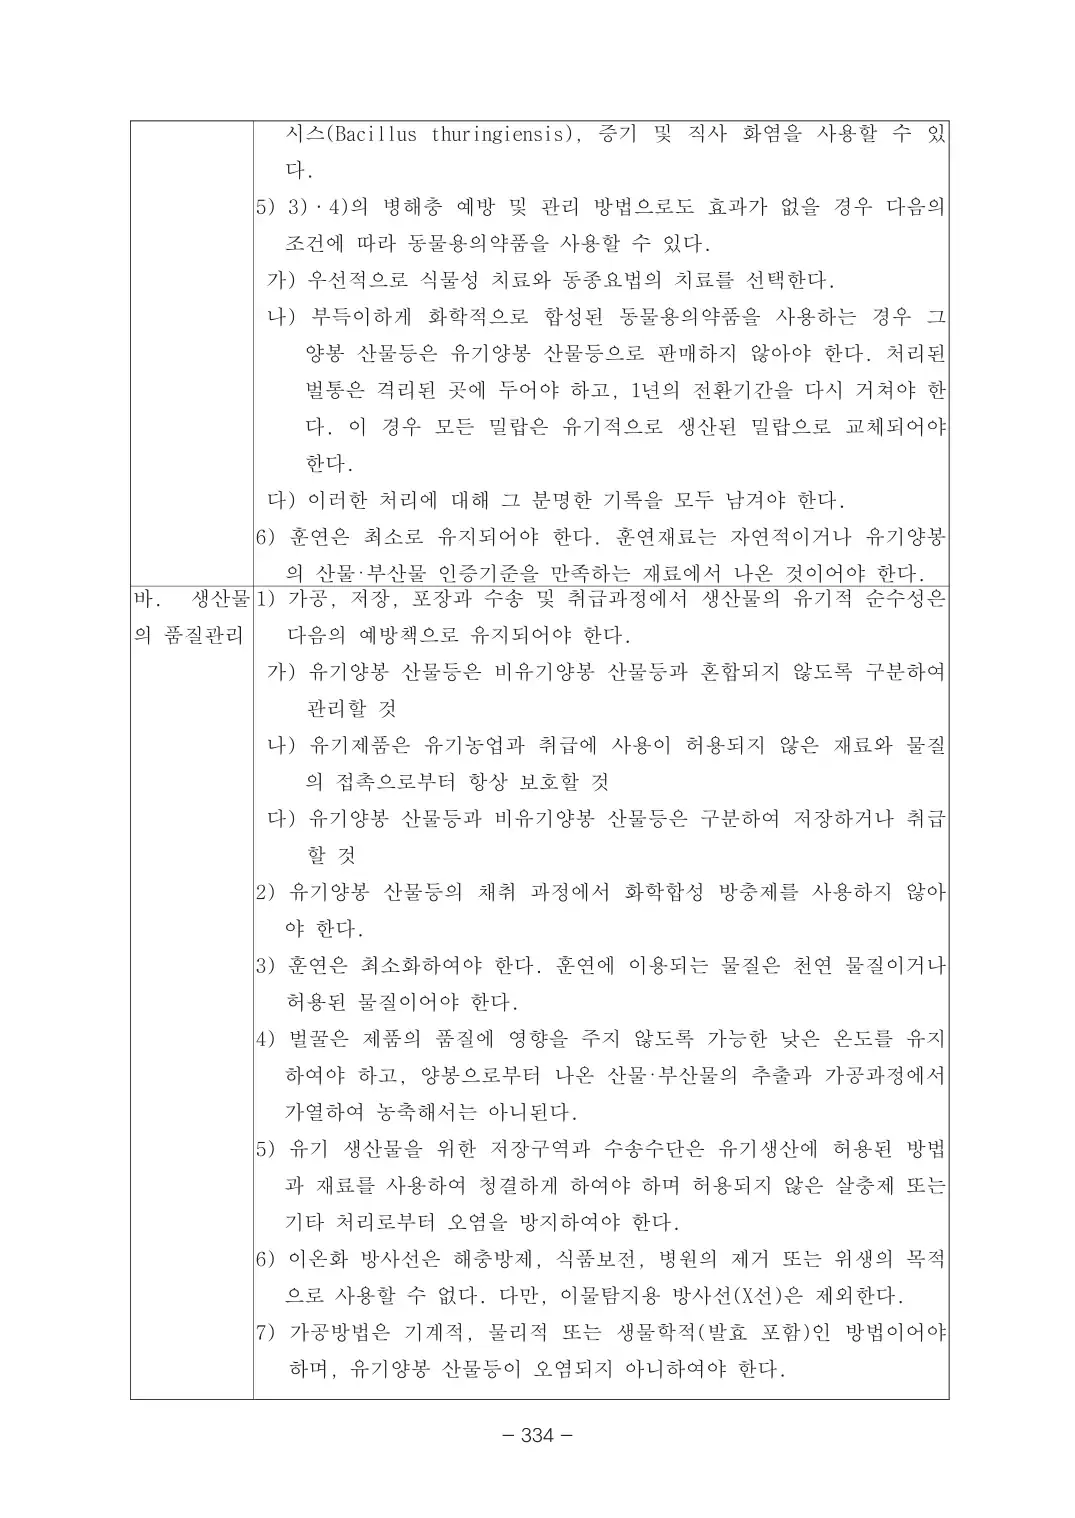 시스(Bacillus thuringiensis), 증기 및 직사 화염을 사용할 수 있
다.
5) 3)·4)의 병해충 예방 및 관리 방법으로도 효과가 없을 경우 다음의
조건에 따라 동물용의약품을 사용할 수 있다.
가) 우선적으로 식물성 치료와 동종요법의 치료를 선택한다.
나) 부득이하게 화학적으로 합성된 동물용의약품을 사용하는 경우 그
양봉 산물등은 유기양봉 산물등으로 판매하지 않아야 한다. 처리된
벌통은 격리된 곳에 두어야 하고, 1년의 전환기간을 다시 거쳐야 한
다. 이 경우 모든 밀랍은 유기적으로 생산된 밀랍으로 교체되어야
한다.
다) 이러한 처리에 대해 그 분명한 기록을 모두 남겨야 한다.
6) 훈연은 최소로 유지되어야 한다. 훈연재료는 자연적이거나 유기양봉
의 산물·부산물 인증기준을 만족하는 재료에서 나온 것이어야 한다.
바. 생산물
의 품질관리
1) 가공, 저장, 포장과 수송 및 취급과정에서 생산물의 유기적 순수성은
다음의 예방책으로 유지되어야 한다.
가) 유기양봉 산물등은 비유기양봉 산물등과 혼합되지 않도록 구분하여
관리할 것
나) 유기제품은 유기농업과 취급에 사용이 허용되지 않은 재료와 물질
의 접촉으로부터 항상 보호할 것
다) 유기양봉 산물등과 비유기양봉 산물등은 구분하여 저장하거나 취급
할 것
2) 유기양봉 산물등의 채취 과정에서 화학합성 방충제를 사용하지 않아
야 한다.
3) 훈연은 최소화하여야 한다. 훈연에 이용되는 물질은 천연 물질이거나
허용된 물질이어야 한다.
4) 벌꿀은 제품의 품질에 영향을 주지 않도록 가능한 낮은 온도를 유지
하여야 하고, 양봉으로부터 나온 산물·부산물의 추출과 가공과정에서
가열하여 농축해서는 아니된다.
5) 유기 생산물을 위한 저장구역과 수송수단은 유기생산에 허용된 방법
과 재료를 사용하여 청결하게 하여야 하며 허용되지 않은 살충제 또는
기타 처리로부터 오염을 방지하여야 한다.
6) 이온화 방사선은 해충방제, 식품보전, 병원의 제거 또는 위생의 목적
으로 사용할 수 없다. 다만, 이물탐지용 방사선(X선)은 제외한다.
7) 가공방법은 기계적, 물리적 또는 생물학적(발효 포함)인 방법이어야
하며, 유기양봉 산물등이 오염되지 아니하여야 한다.
- 334 -